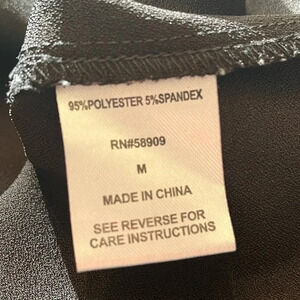 95%POLYESTER 5%SPANDEX
RN#58909
M
MADE IN CHINA
SEE REVERSE FOR
CARE INSTRUCTIONS